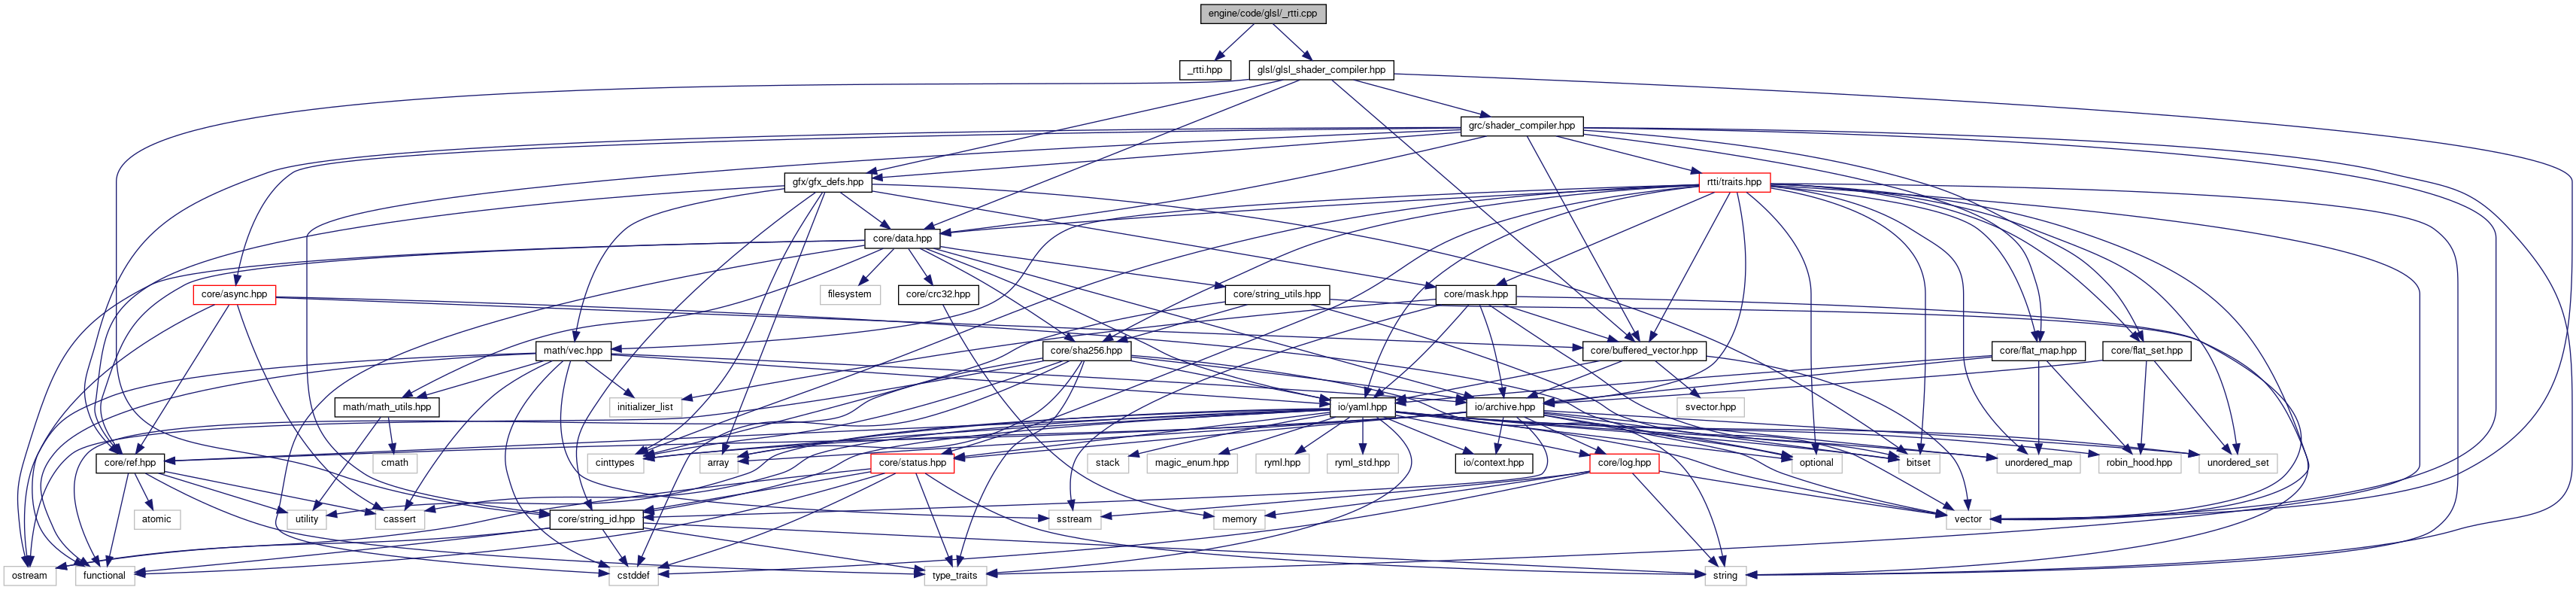 engine/code/glsl/_rtti.cpp
_rtti.hpp
glsl/glsl_shader_compiler.hpp
grc/shader_compiler.hpp
gfx/gfx_defs.hpp
rtti/traits.hpp
core/data.hpp
core/async.hpp
filesystem
core/crc32.hpp
core/string_utils.hpp
core/mask.hpp
math/vec.hpp
core/sha256.hpp
core/buffered_vector.hpp
core/flat_map.hpp
core/flat_set.hpp
math/math_utils.hpp
initializer_list
io/yaml.hpp
io/archive.hpp
svector.hpp
core/ref.hpp
cmath
cinttypes
array
core/status.hpp
stack
magic_enum.hpp
ryml.hpp
ryml_std.hpp
io/context.hpp
core/log.hpp
optional
bitset
unordered_map
robin_hood.hpp
unordered_set
atomic
utility
cassert
core/string_id.hpp
sstream
memory
vector
ostream
functional
cstddef
type_traits
string